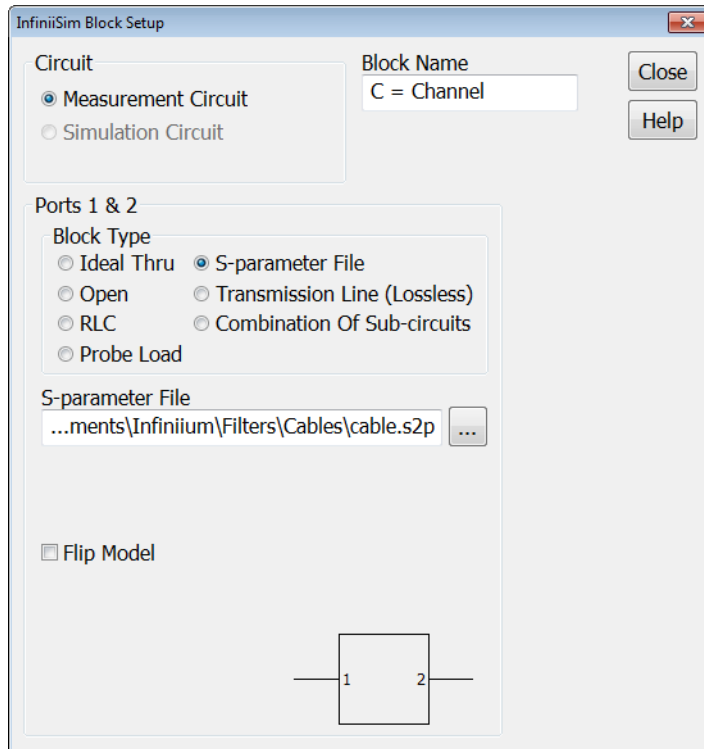 InfiniiSim Block Setup
Circuit
Measurement Circuit
Simulation Circuit
Block Name
C = Channel
Close
Help
Ports 1 & 2
Block Type
Ideal Thru
S-parameter File
Open
Transmission Line (Lossless)
RLC
Combination Of Sub-circuits
Probe Load
S-parameter File
...ments\Infiniium\Filters\Cables\cable.s2p
...
Flip Model
1 2